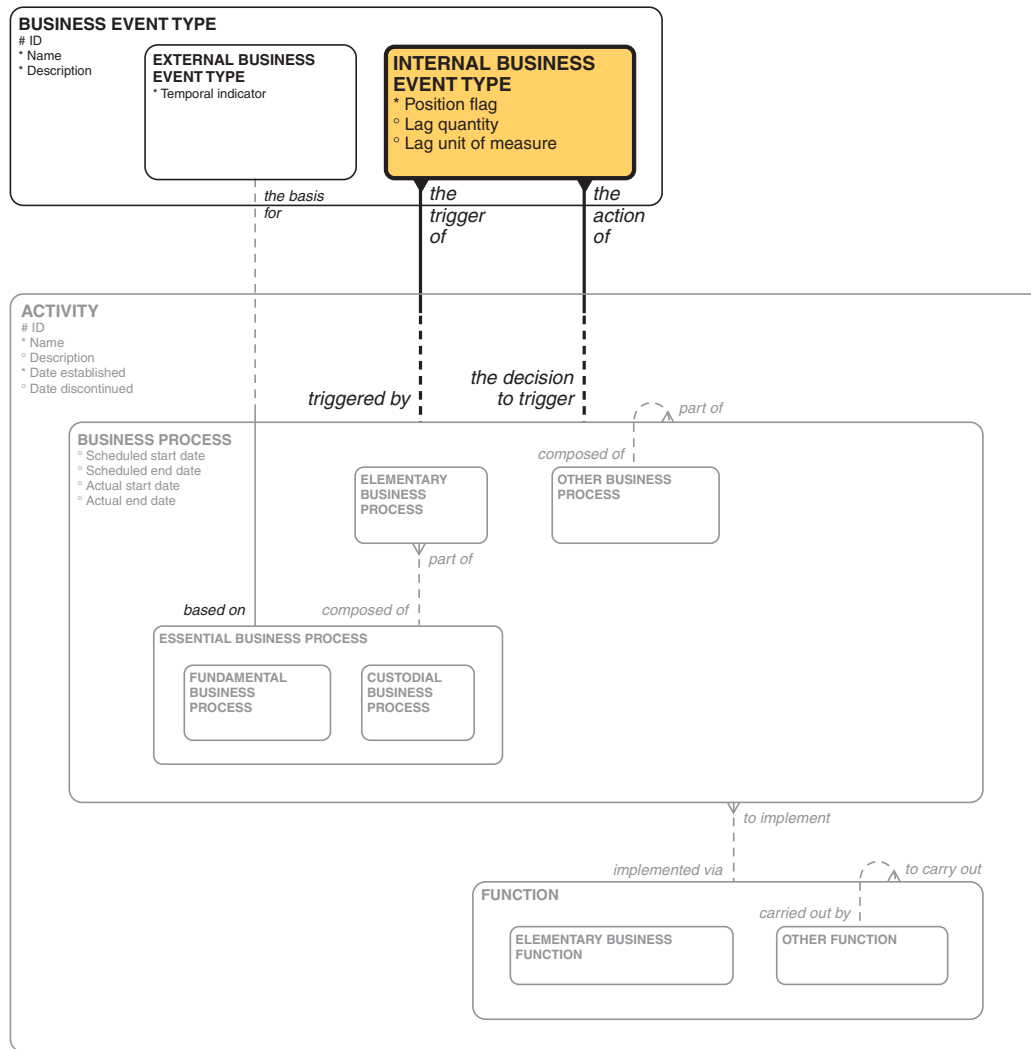 BUSINESS EVENT TYPE
# ID
* Name
* Description
EXTERNAL BUSINESS
EVENT TYPE
* Temporal indicator
INTERNAL BUSINESS
EVENT TYPE
* Position flag
° Lag quantity
° Lag unit of measure
the basis
for
the
trigger
of
the
action
of
ACTIVITY
# ID
* Name
° Description
* Date established
° Date discontinued
triggered by
the decision
to trigger
part of
BUSINESS PROCESS
° Scheduled start date
° Scheduled end date
° Actual start date
° Actual end date
composed of
ELEMENTARY
BUSINESS
PROCESS
OTHER BUSINESS
PROCESS
part of
based on
composed of
ESSENTIAL BUSINESS PROCESS
FUNDAMENTAL
BUSINESS
PROCESS
CUSTODIAL
BUSINESS
PROCESS
to implement
implemented via
to carry out
FUNCTION
carried out by
ELEMENTARY BUSINESS
FUNCTION
OTHER FUNCTION